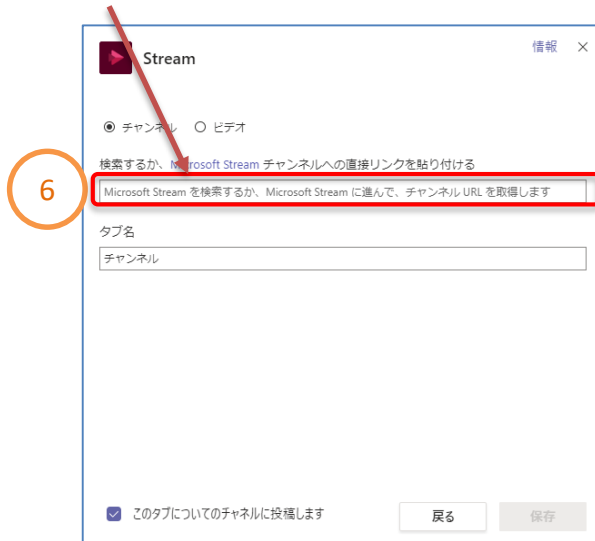 Stream
情報
チャンネル ビデオ
検索するか、Microsoft Stream チャンネルへの直接リンクを貼り付ける
6
Microsoft Stream を検索するか、Microsoft Stream に進んで、チャンネル URL を取得します
タブ名
チャンネル
このタブについてのチャネルに投稿します
戻る
保存